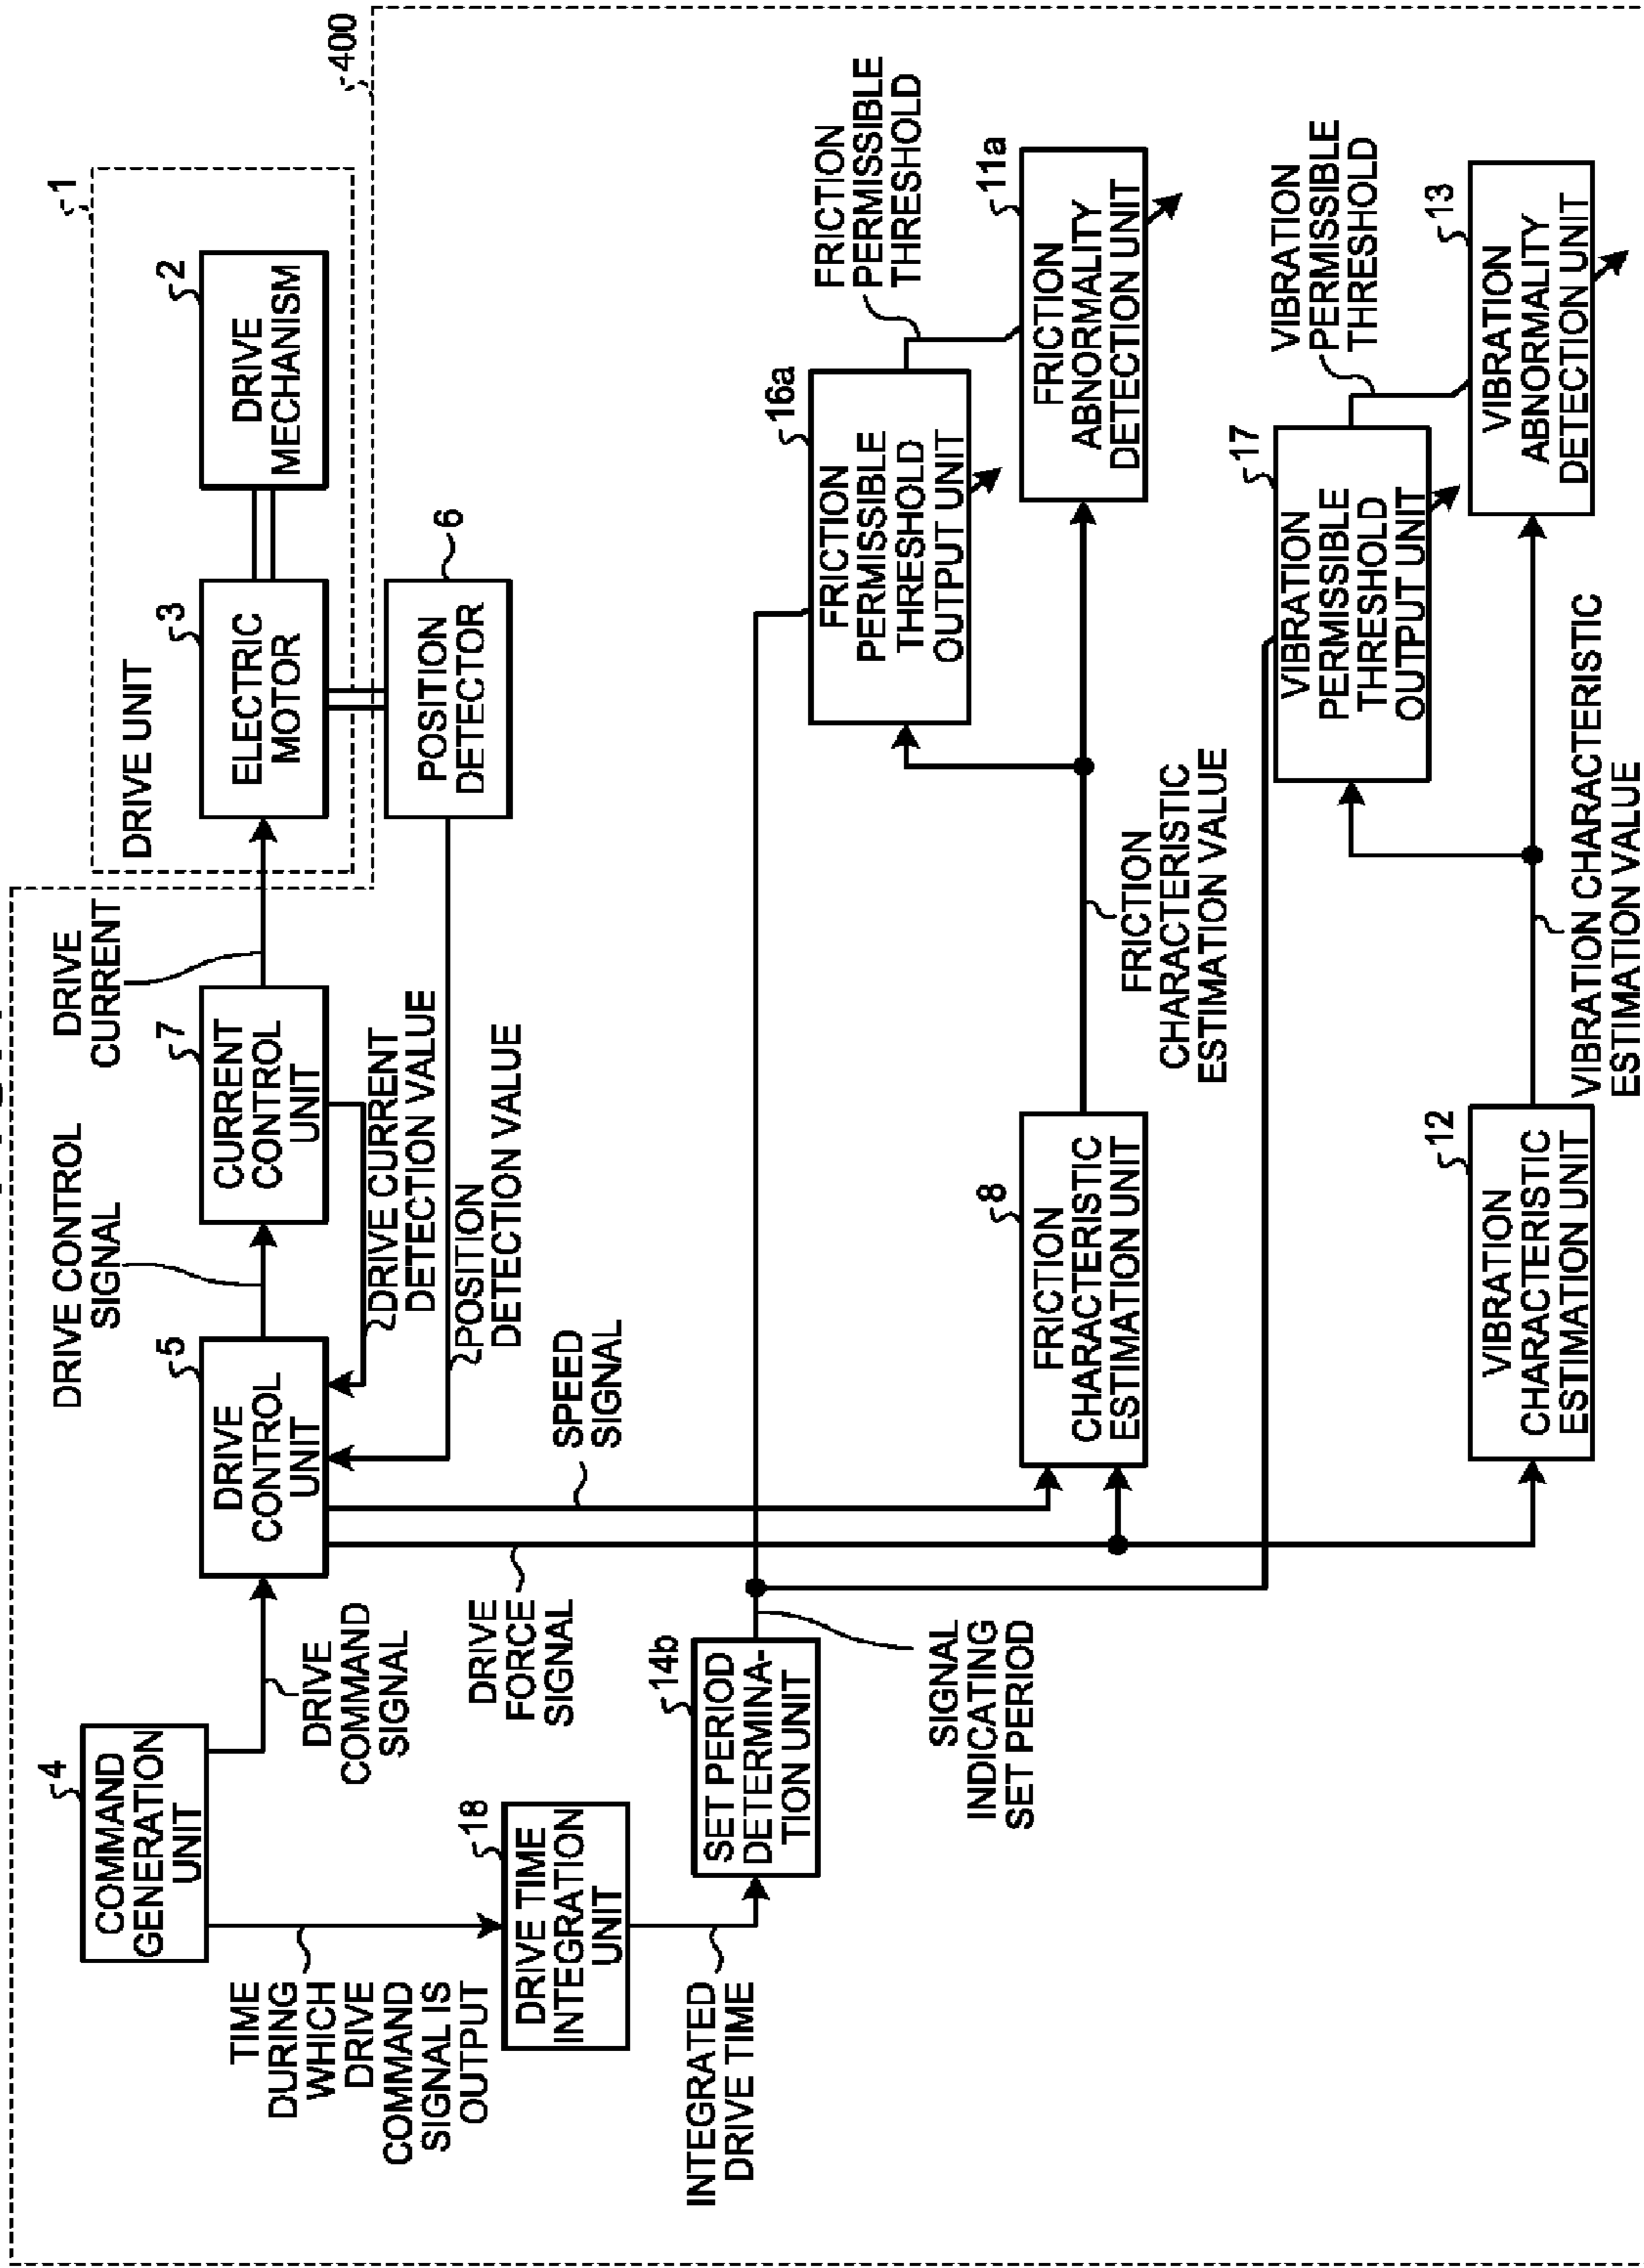 400
1
DRIVE UNIT
2
DRIVE
MECHANISM
3
ELECTRIC
MOTOR
6
POSITION
DETECTOR
DRIVE
CURRENT
7
CURRENT
CONTROL
UNIT
DRIVE CONTROL
SIGNAL
DRIVE CURRENT
DETECTION VALUE
POSITION
DETECTION VALUE
5
DRIVE
CONTROL
UNIT
SPEED
SIGNAL
DRIVE
COMMAND
SIGNAL
DRIVE
FORCE
SIGNAL
4
COMMAND
GENERATION
UNIT
TIME
DURING
WHICH
DRIVE
COMMAND
SIGNAL IS
OUTPUT
18
DRIVE TIME
INTEGRATION
UNIT
INTEGRATED
DRIVE TIME
14b
SET PERIOD
DETERMINA-
TION UNIT
SIGNAL
INDICATING
SET PERIOD
16a
FRICTION
PERMISSIBLE
THRESHOLD
OUTPUT UNIT
FRICTION
PERMISSIBLE
THRESHOLD
11a
FRICTION
ABNORMALITY
DETECTION UNIT
8
FRICTION
CHARACTERISTIC
ESTIMATION UNIT
FRICTION
CHARACTERISTIC
ESTIMATION VALUE
17
VIBRATION
PERMISSIBLE
THRESHOLD
OUTPUT UNIT
VIBRATION
PERMISSIBLE
THRESHOLD
13
VIBRATION
ABNORMALITY
DETECTION UNIT
12
VIBRATION
CHARACTERISTIC
ESTIMATION UNIT
VIBRATION CHARACTERISTIC
ESTIMATION VALUE